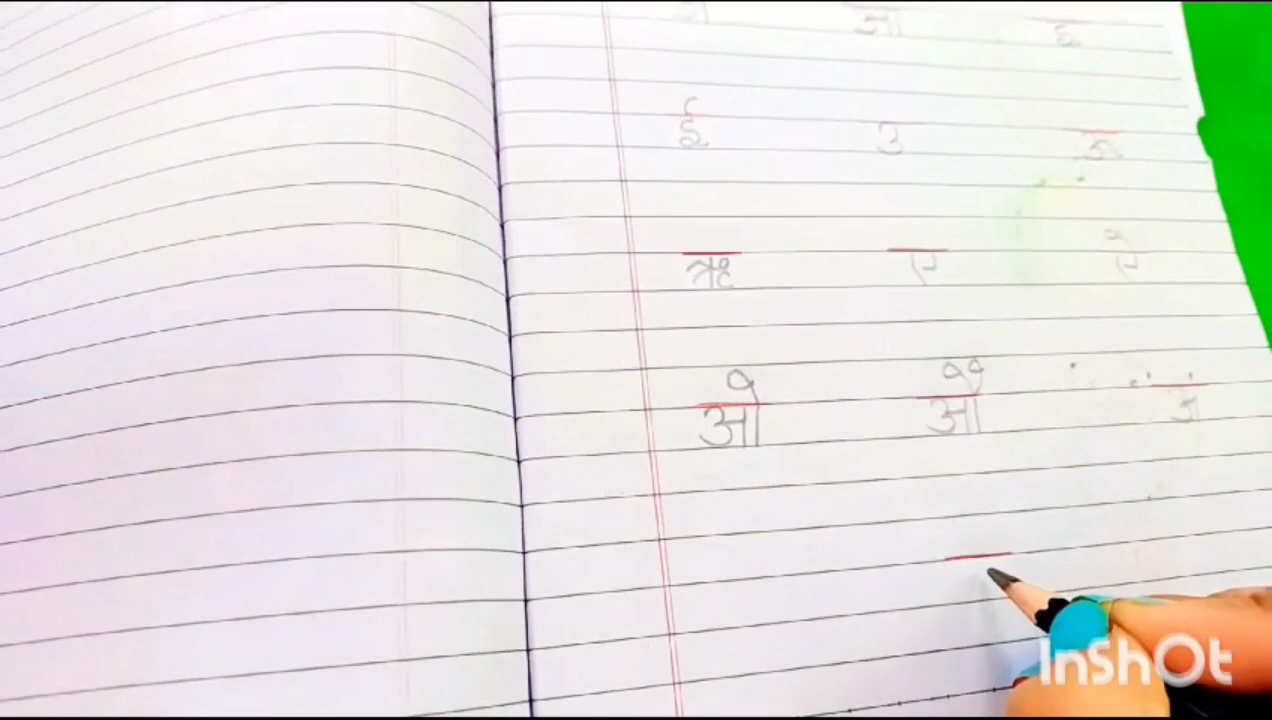 आ इ
ई उ ऊ
ऋ ए ऐ
ओ औ अं
InShOt